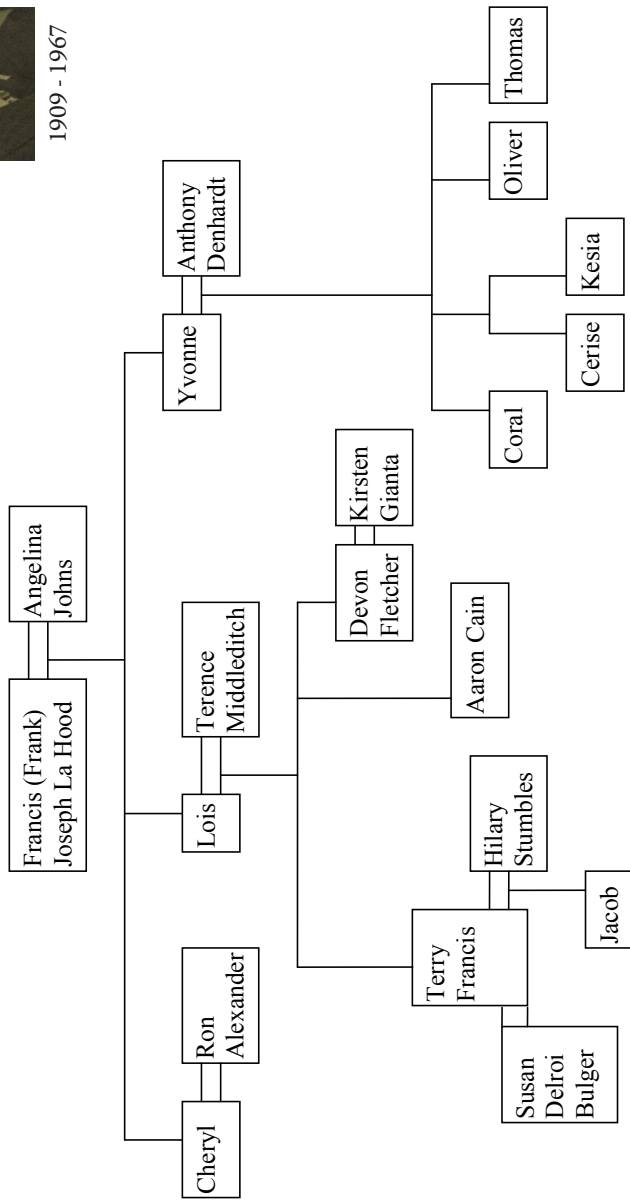 1909 - 1967
Francis (Frank)
Joseph La Hood
Angelina
Johns
Cheryl
Ron
Alexander
Lois
Terence
Middleditch
Yvonne
Anthony
Denhardt
Susan
Delroi
Bulger
Terry
Francis
Hilary
Stumbles
Jacob
Aaron Cain
Devon
Fletcher
Kirsten
Gianta
Coral
Cerise
Kesia
Oliver
Thomas